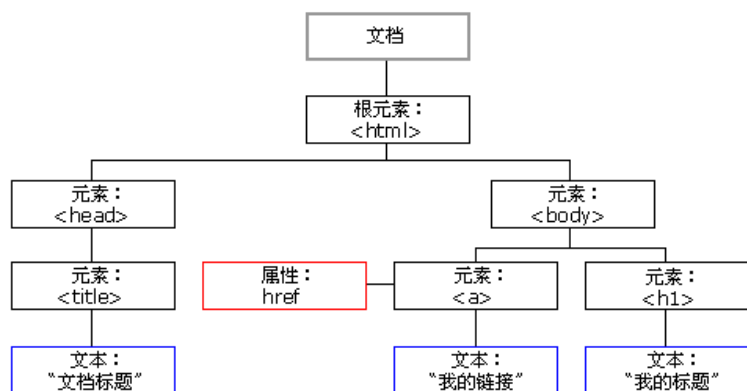 文档
根元素：
<html>
元素：
<head>
元素：
<body>
元素：
<title>
属性：
href
元素：
<a>
元素：
<h1>
文本：
“文档标题”
文本：
“我的链接”
文本：
“我的标题”